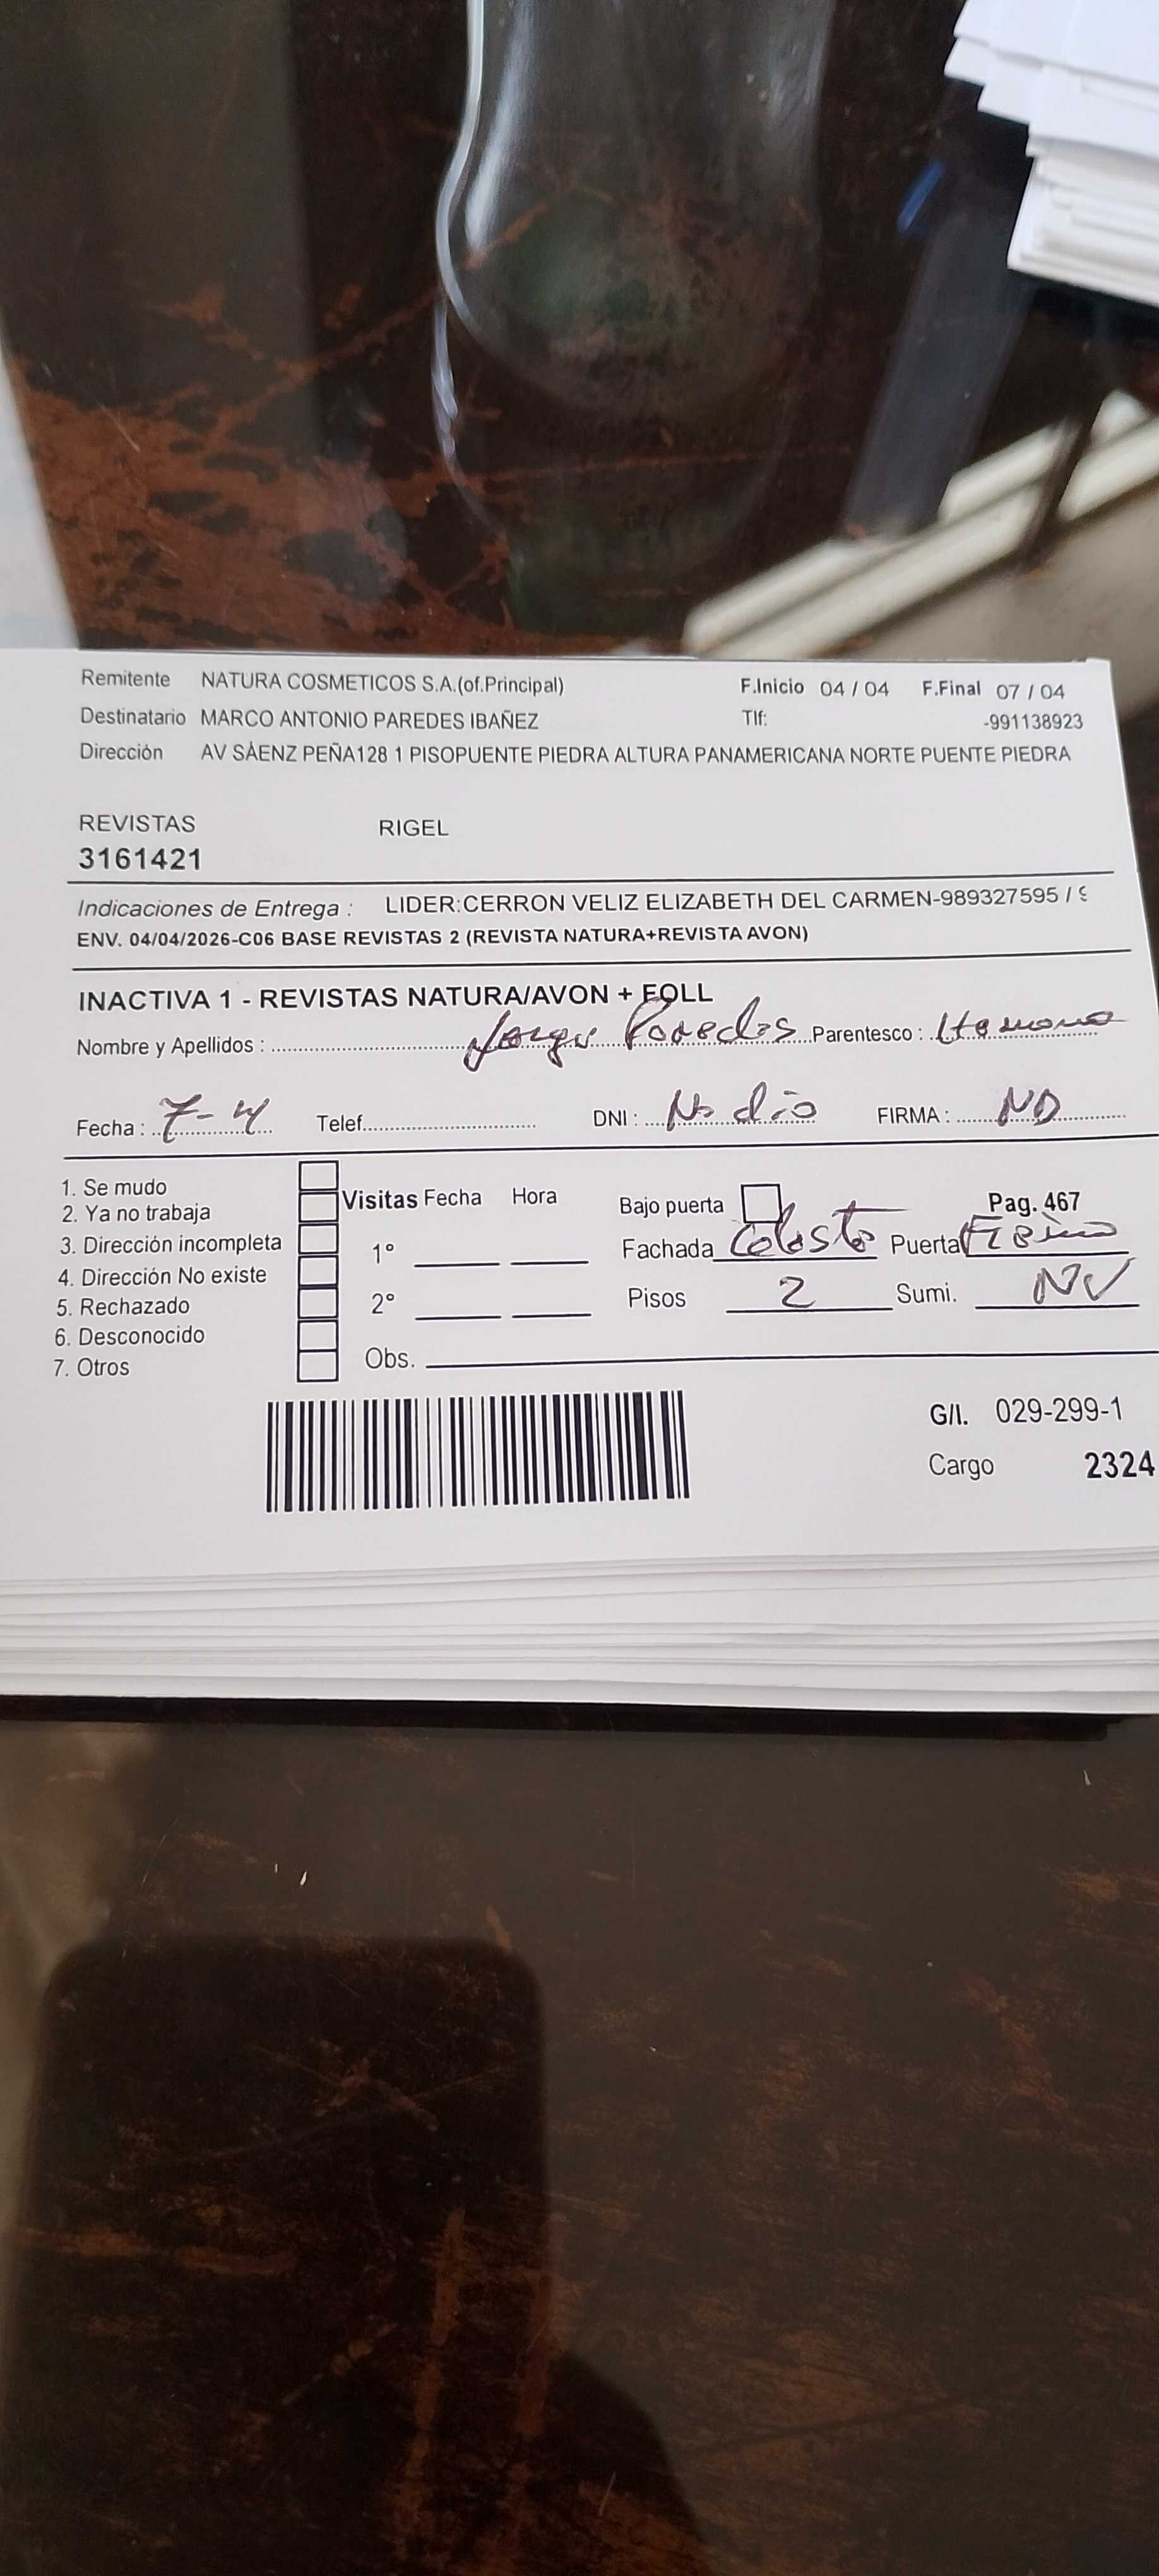 Remitente NATURA COSMETICOS S.A.(of.Principal) F.Inicio 04 / 04 F.Final 07 / 04
Destinatario MARCO ANTONIO PAREDES IBAÑEZ Tlf: -991138923
Dirección AV SÁENZ PEÑA128 1 PISOPUENTE PIEDRA ALTURA PANAMERICANA NORTE PUENTE PIEDRA
REVISTAS RIGEL
3161421
Indicaciones de Entrega : LIDER:CERRON VELIZ ELIZABETH DEL CARMEN-989327595 /
ENV. 04/04/2026-C06 BASE REVISTAS 2 (REVISTA NATURA+REVISTA AVON)
INACTIVA 1 - REVISTAS NATURA/AVON + FOLL
Nombre y Apellidos : Jorge Paredes Parentesco : Hermano
Fecha : 7-4 Telef. DNI : No dio FIRMA : ND
1. Se mudo
2. Ya no trabaja
3. Dirección incompleta
4. Dirección No existe
5. Rechazado
6. Desconocido
7. Otros
Visitas Fecha Hora
1°
2°
Obs.
Bajo puerta Pag. 467
Fachada Celeste Puerta
Pisos 2 Sumi. NV
G/I. 029-299-1
Cargo 2324